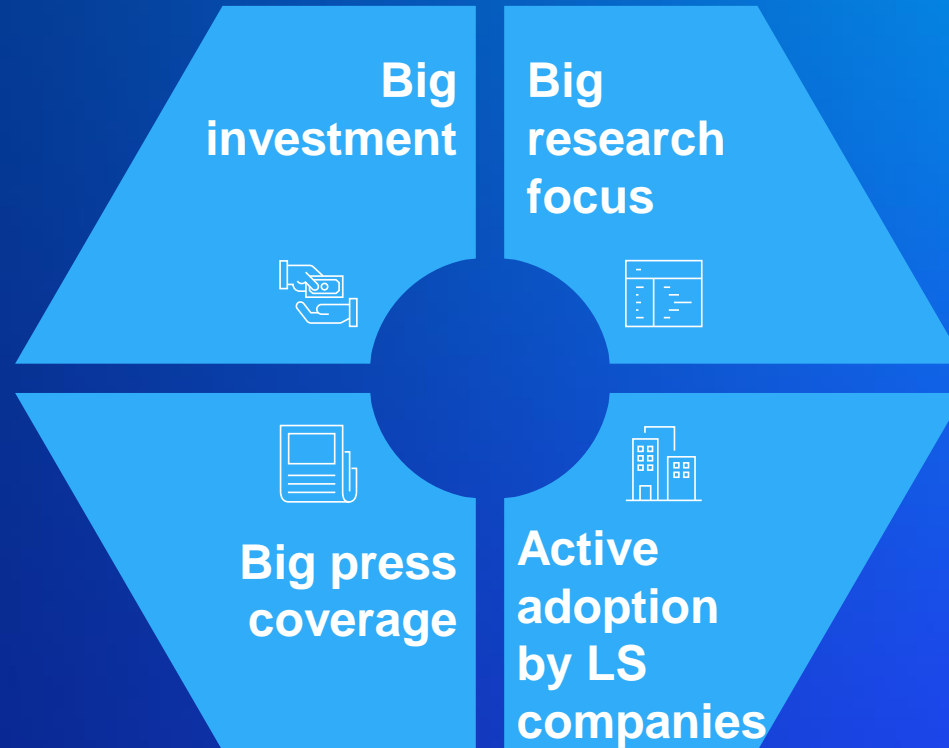 Big
investment
Big
research
focus
Big press
coverage
Active
adoption
by LS
companies